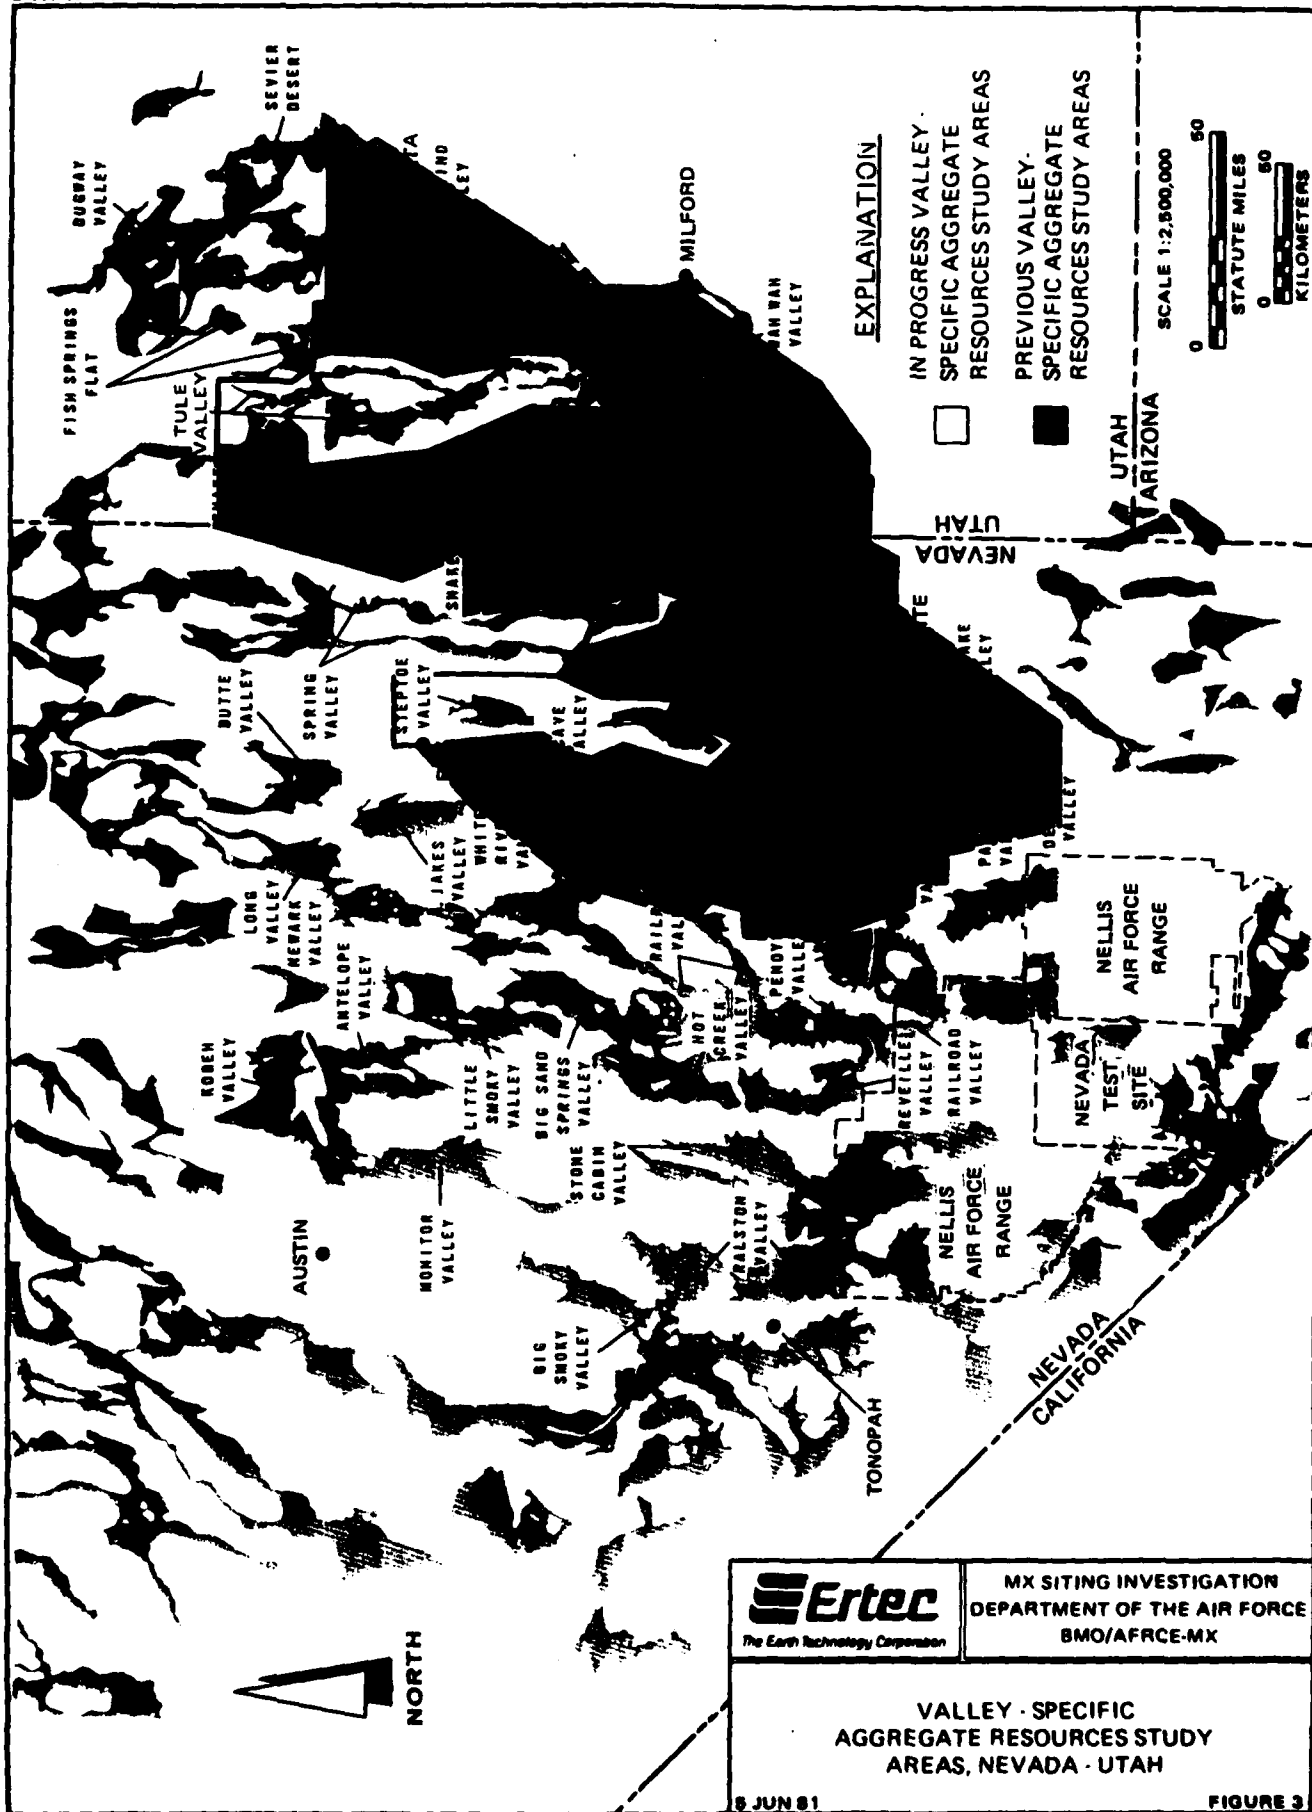 FISH SPRINGS
FLAT
DUGWAY
VALLEY
SEVIER
DESERT
TULE
VALLEY
MILFORD
WAH WAH
VALLEY
SNAKE
BUTTE
VALLEY
SPRING
VALLEY
STEPTOE
VALLEY
LONG
VALLEY
NEWARK
VALLEY
ANTELOPE
VALLEY
JAKES
VALLEY
KOBEH
VALLEY
LITTLE
SMOKY
VALLEY
BIG SAND
SPRINGS
VALLEY
HOT
CREEK
VALLEY
STONE
CABIN
VALLEY
REVEILLE
VALLEY
RAILROAD
VALLEY
AUSTIN
MONITOR
VALLEY
RALSTON
VALLEY
BIG
SMOKY
VALLEY
TONOPAH
NELLIS
AIR FORCE
RANGE
NEVADA
TEST
SITE
NELLIS
AIR FORCE
RANGE
NEVADA
UTAH
UTAH
ARIZONA
NEVADA
CALIFORNIA
NORTH
EXPLANATION
IN PROGRESS VALLEY-
SPECIFIC AGGREGATE
RESOURCES STUDY AREAS
PREVIOUS VALLEY-
SPECIFIC AGGREGATE
RESOURCES STUDY AREAS
SCALE 1:2,500,000
0 50
STATUTE MILES
0 50
KILOMETERS
Ertec
The Earth Technology Corporation
MX SITING INVESTIGATION
DEPARTMENT OF THE AIR FORCE
BMO/AFRCE-MX
VALLEY - SPECIFIC
AGGREGATE RESOURCES STUDY
AREAS, NEVADA - UTAH
5 JUN 81
FIGURE 3